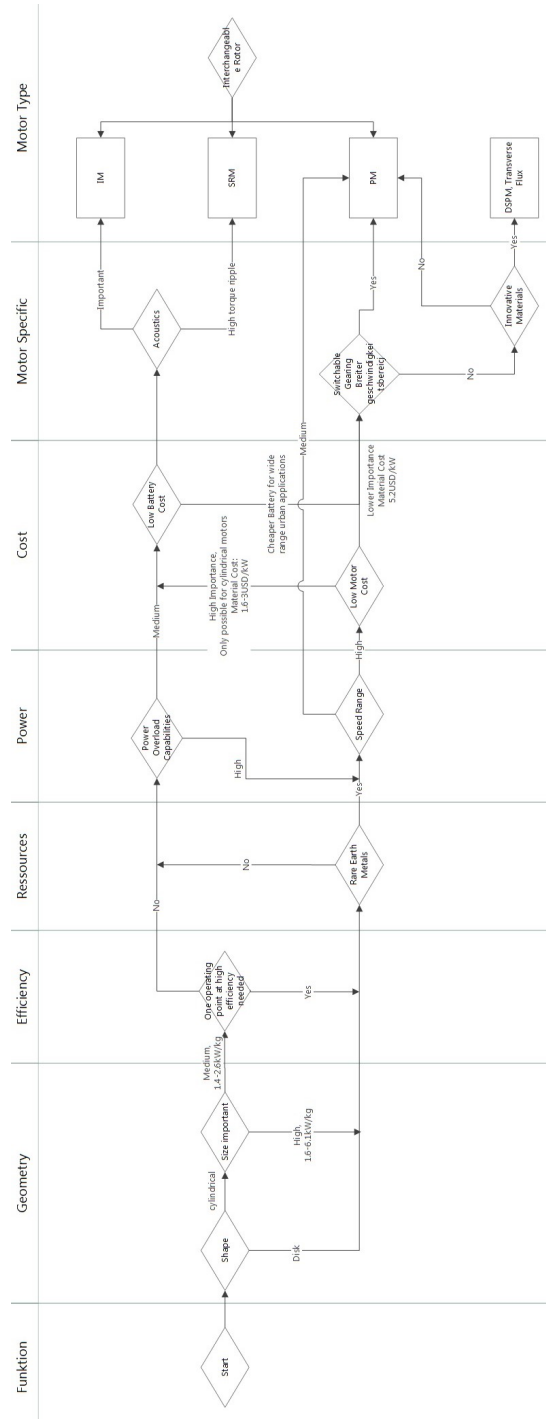 Funktion
Geometry
Efficiency
Ressources
Power
Cost
Motor Specific
Motor Type
Start
Shape
cylindrical
Disk
Size important
Medium,
1.4-2.6kW/kg
High,
1.6-6.1kW/kg
One operating
point at high
efficiency
needed
No
Yes
Rare Earth
Metals
No
Yes
Power
Overload
Capabilities
Medium
High
Speed Range
High
Medium
Low Battery
Cost
High Importance,
Only possible for cylindrical motors
Material Cost:
1.6-3USD/kW
Cheaper Battery for wide
range urban applications
Low Motor
Cost
Lower Importance
Material Cost
5.2USD/kW
Acoustics
Important
High torque ripple
Switchable
Gearing
Breiter
geschwindigkei
tsbereich
Yes
No
Innovative
Materials
No
Yes
IM
SRM
PM
DSPM, Transverse
Flux
Interchangeabl
e Rotor